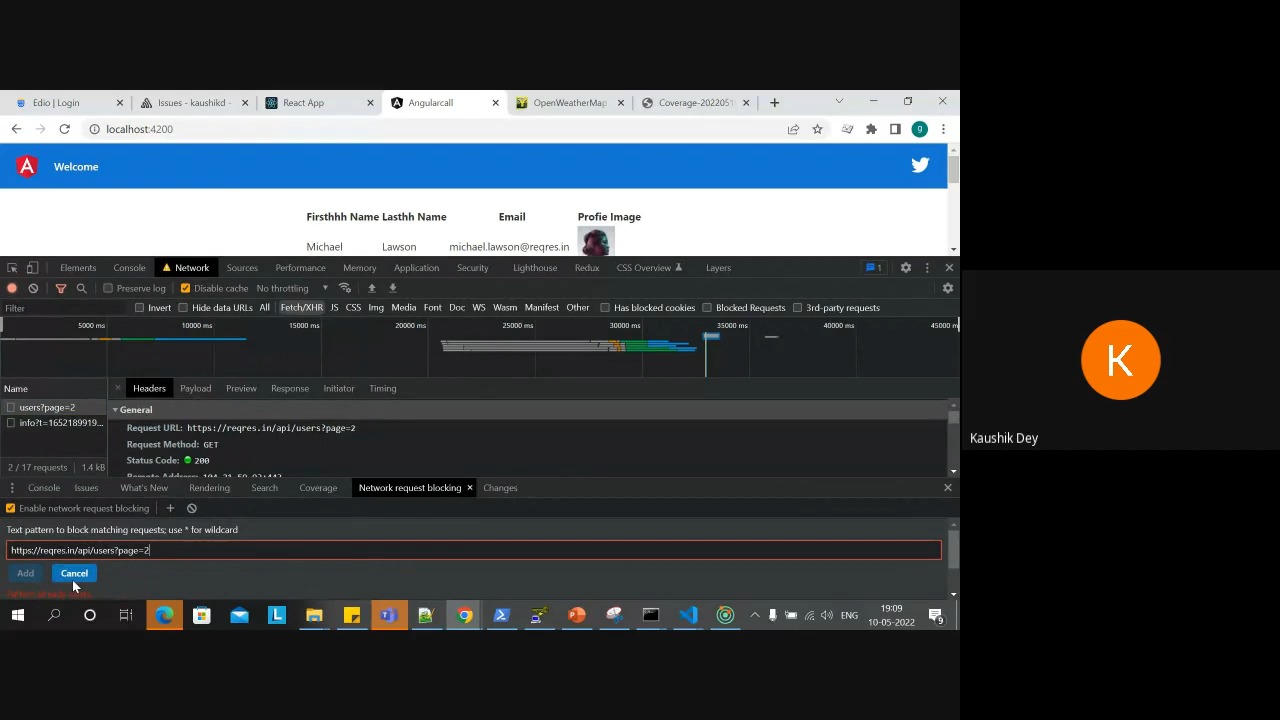 Edio | Login
Issues - kaushikd -
React App
Angularcall
OpenWeatherMap
Coverage-2022051
localhost:4200
9
Welcome
Firsthhh Name Lasthh Name Email Profie Image
Michael Lawson michael.lawson@reqres.in
Elements Console Network Sources Performance Memory Application Security Lighthouse Redux CSS Overview Layers 1
Preserve log Disable cache No throttling
Filter Invert Hide data URLs All Fetch/XHR JS CSS Img Media Font Doc WS Wasm Manifest Other Has blocked cookies Blocked Requests 3rd-party requests
5000 ms 10000 ms 15000 ms 20000 ms 25000 ms 30000 ms 35000 ms 40000 ms 45000 m
Name Headers Payload Preview Response Initiator Timing
users?page=2
info?t=1652189919...
2 / 17 requests 1.4 kB
General
Request URL: https://reqres.in/api/users?page=2
Request Method: GET
Status Code: 200
Console Issues What's New Rendering Search Coverage Network request blocking Changes
Enable network request blocking
Text pattern to block matching requests; use * for wildcard
https://reqres.in/api/users?page=2
Add Cancel
ENG 19:09
10-05-2022
9
K
Kaushik Dey